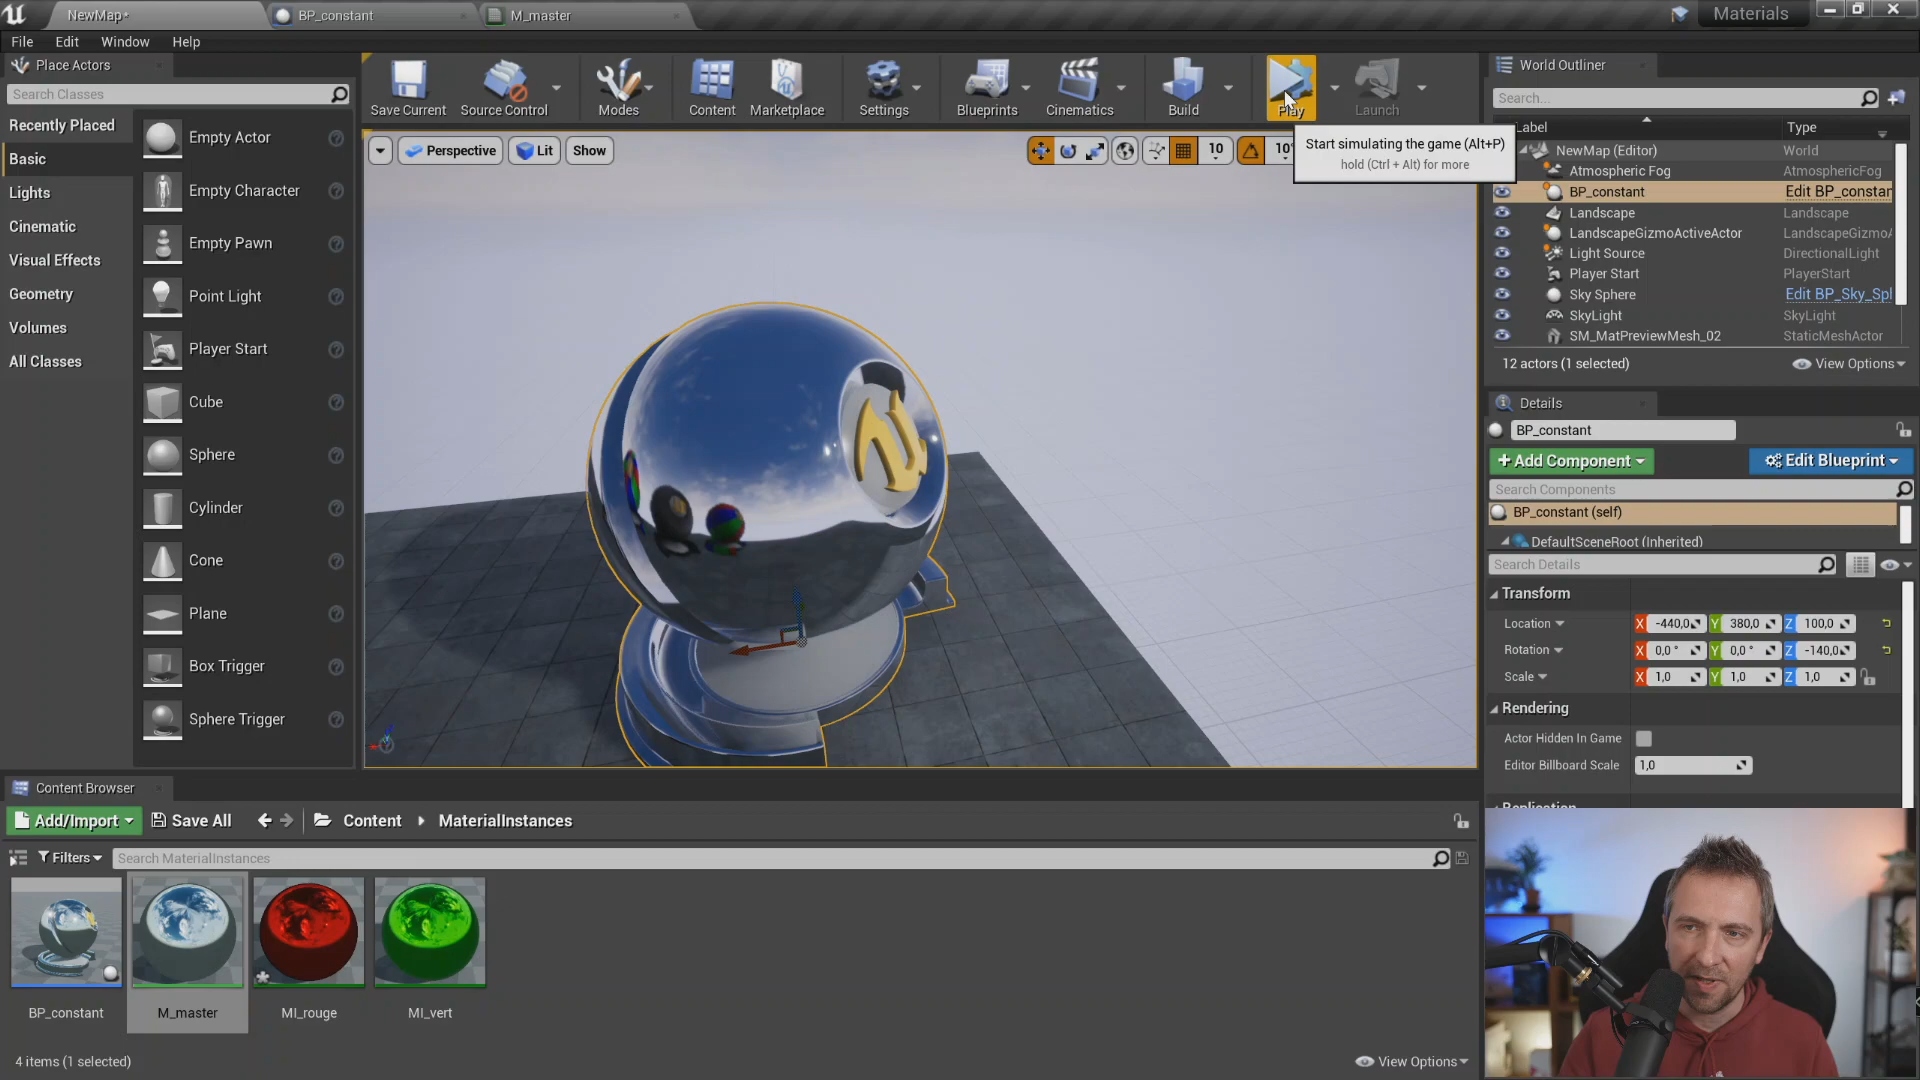 NewMap*
BP_constant
M_master
Materials
File
Edit
Window
Help
Place Actors
Search Classes
Recently Placed
Basic
Lights
Cinematic
Visual Effects
Geometry
Volumes
All Classes
Empty Actor
Empty Character
Empty Pawn
Point Light
Player Start
Cube
Sphere
Cylinder
Cone
Plane
Box Trigger
Sphere Trigger
Save Current
Source Control
Modes
Content
Marketplace
Settings
Blueprints
Cinematics
Build
Play
Launch
Perspective
Lit
Show
10
10°
Start simulating the game (Alt+P)
hold (Ctrl + Alt) for more
World Outliner
Search...
Label
Type
NewMap (Editor)
World
Atmospheric Fog
AtmosphericFog
BP_constant
Edit BP_constan
Landscape
Landscape
LandscapeGizmoActiveActor
LandscapeGizmoA
Light Source
DirectionalLight
Player Start
PlayerStart
Sky Sphere
Edit BP_Sky_Spl
SkyLight
SkyLight
SM_MatPreviewMesh_02
StaticMeshActor
12 actors (1 selected)
View Options
Details
BP_constant
+ Add Component
Edit Blueprint
Search Components
BP_constant (self)
DefaultSceneRoot (Inherited)
Search Details
Transform
Location
X -440,0
Y 380,0
Z 100,0
Rotation
X 0,0 °
Y 0,0 °
Z -140,0
Scale
X 1,0
Y 1,0
Z 1,0
Rendering
Actor Hidden In Game
Editor Billboard Scale
1,0
Replication
Content Browser
Add/Import
Save All
Content
MaterialInstances
Filters
Search MaterialInstances
BP_constant
M_master
MI_rouge
MI_vert
4 items (1 selected)
View Options